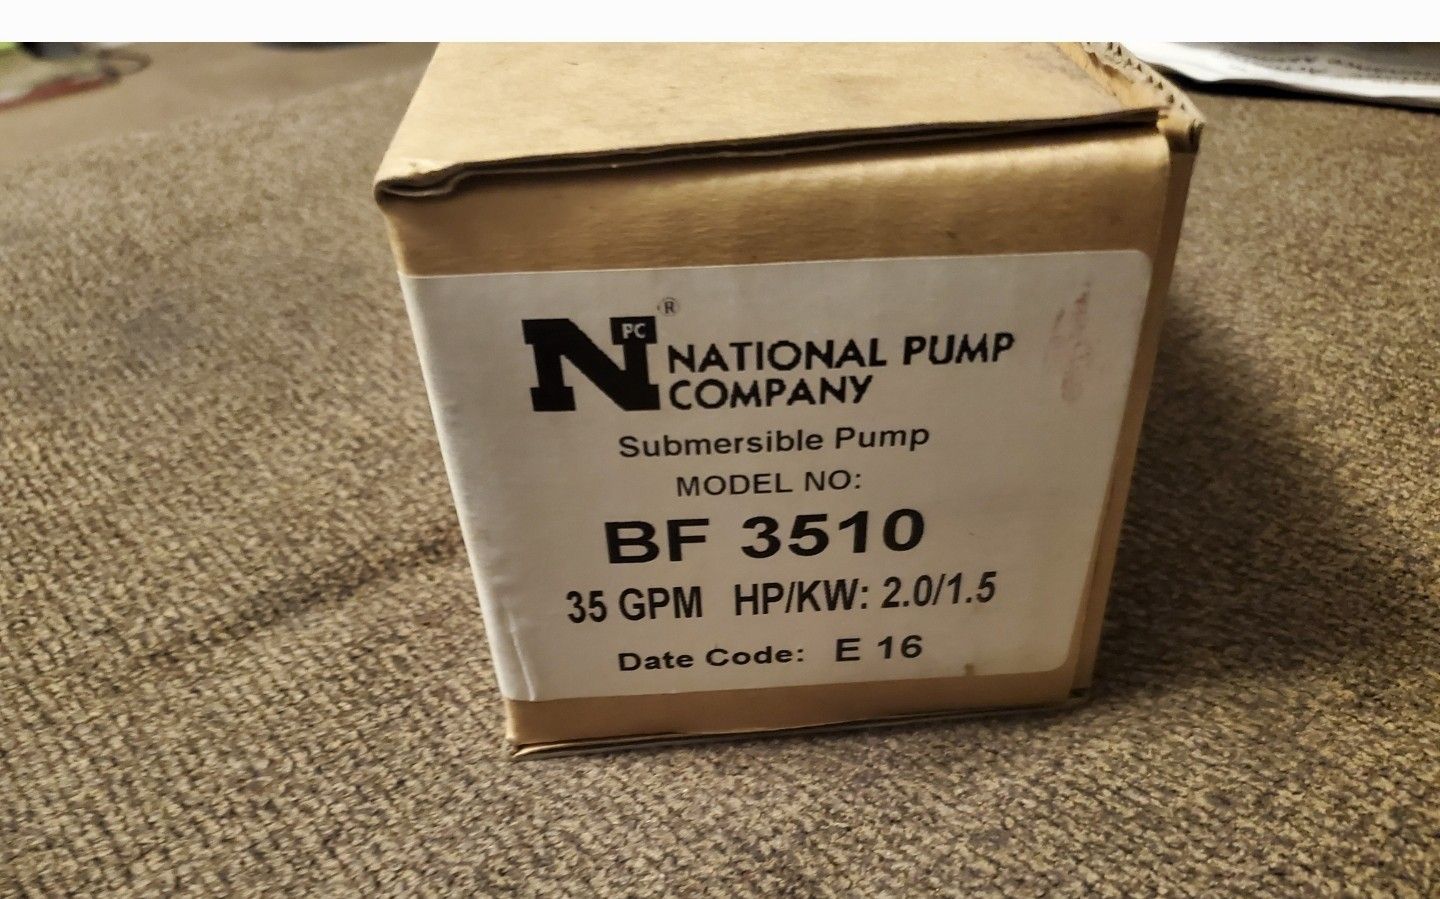 PC ®
NATIONAL PUMP
COMPANY
Submersible Pump
MODEL NO:
BF 3510
35 GPM HP/KW: 2.0/1.5
Date Code: E 16